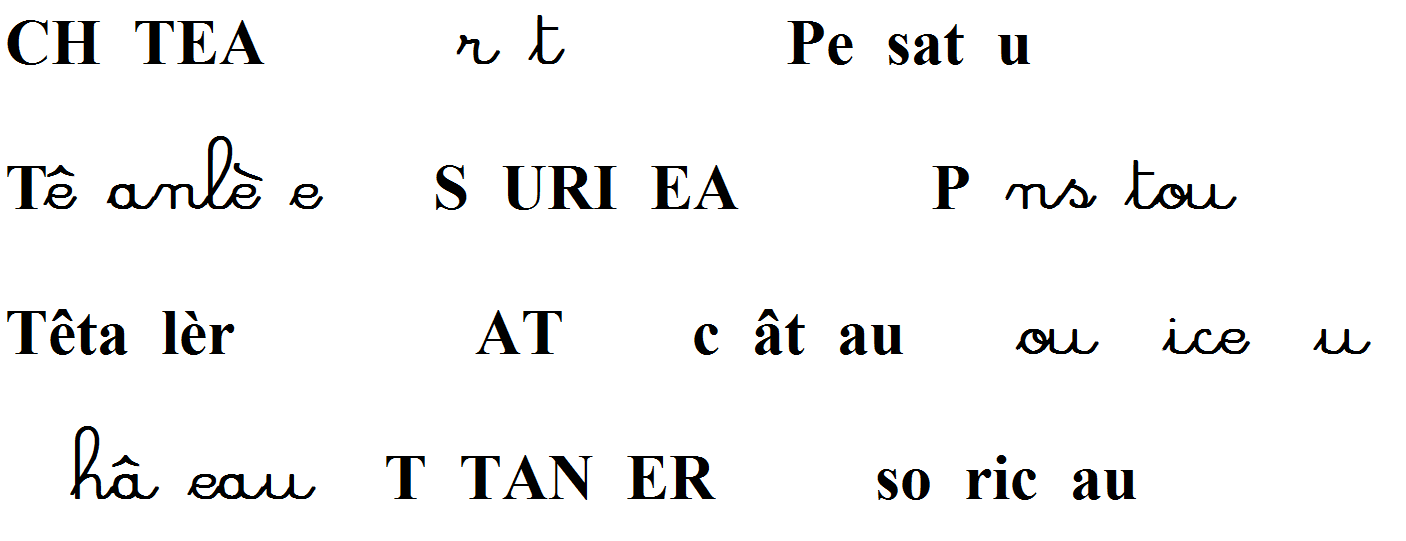 CH TEA r t Pe sat u
Tê anlè e S URI EA P ns tou
Têta lèr AT c ât au ou ice u
hâ eau T TAN ER so ric au